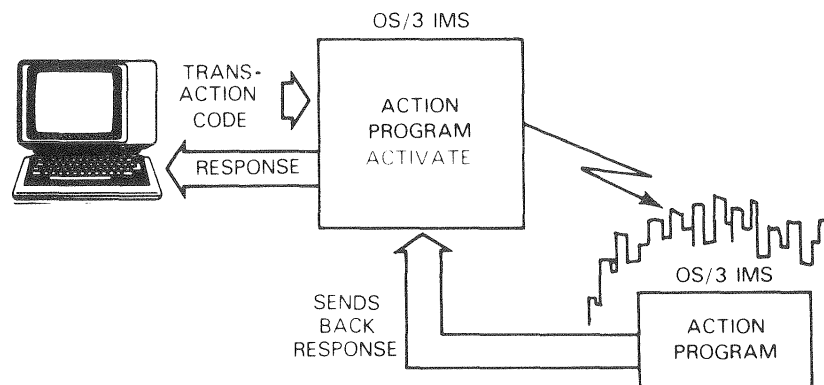 OS/3 IMS
TRANS-
ACTION
CODE
ACTION
PROGRAM
ACTIVATE
RESPONSE
OS/3 IMS
SENDS
BACK
RESPONSE
ACTION
PROGRAM